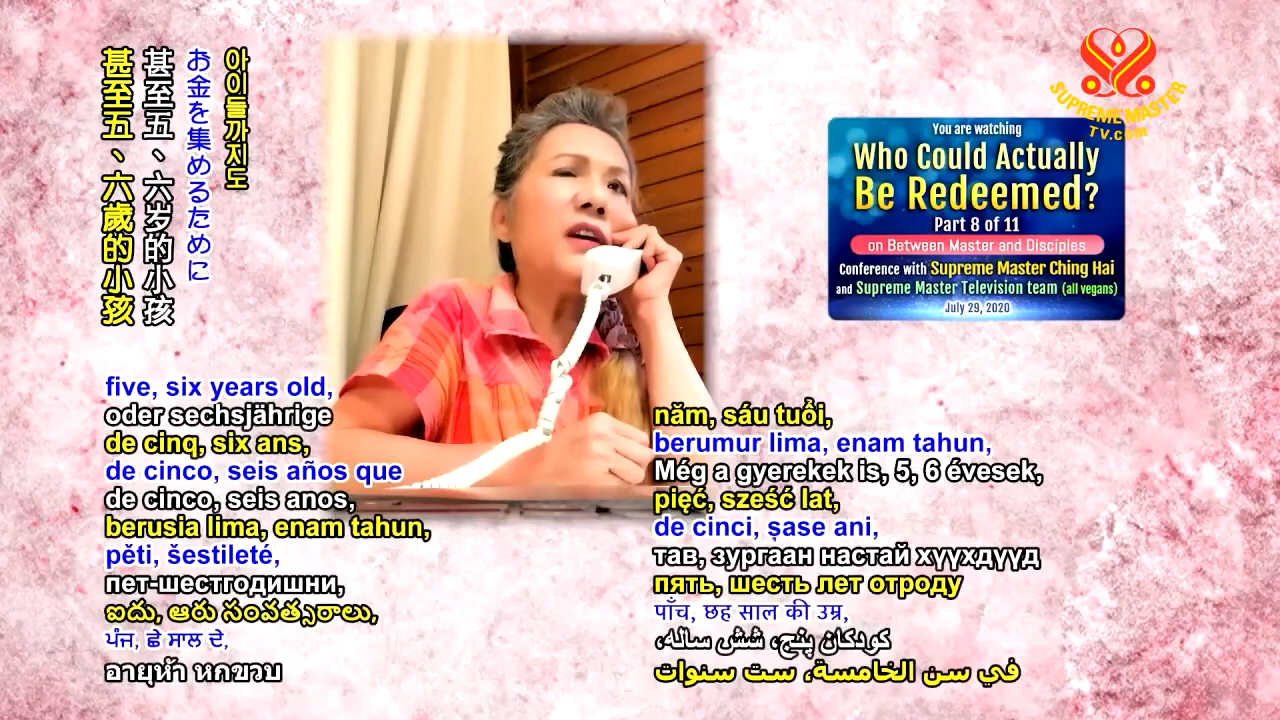 아이들까지도
お金を集めるために
甚至五、六岁的小孩
甚至五、六歲的小孩
SUPREME MASTER
TV.com
You are watching
Who Could Actually
Be Redeemed?
Part 8 of 11
on Between Master and Disciples
Conference with Supreme Master Ching Hai
and Supreme Master Television team (all vegans)
July 29, 2020
five, six years old,
oder sechsjährige
de cinq, six ans,
de cinco, seis años que
de cinco, seis anos,
berusia lima, enam tahun,
pěti, šestileté,
пет-шестгодишни,
ఐదు, ఆరు సంవత్సరాలు,
ਪੰਜ, ਛੇ ਸਾਲ ਦੇ,
อายุห้า หกขวบ
năm, sáu tuổi,
berumur lima, enam tahun,
Még a gyerekek is, 5, 6 évesek,
pięć, sześć lat,
de cinci, șase ani,
тав, зургаан настай хүүхдүүд
пять, шесть лет отроду
पाँच, छह साल की उम्र,
کودکان پنج، شش ساله،
في سن الخامسة، ست سنوات